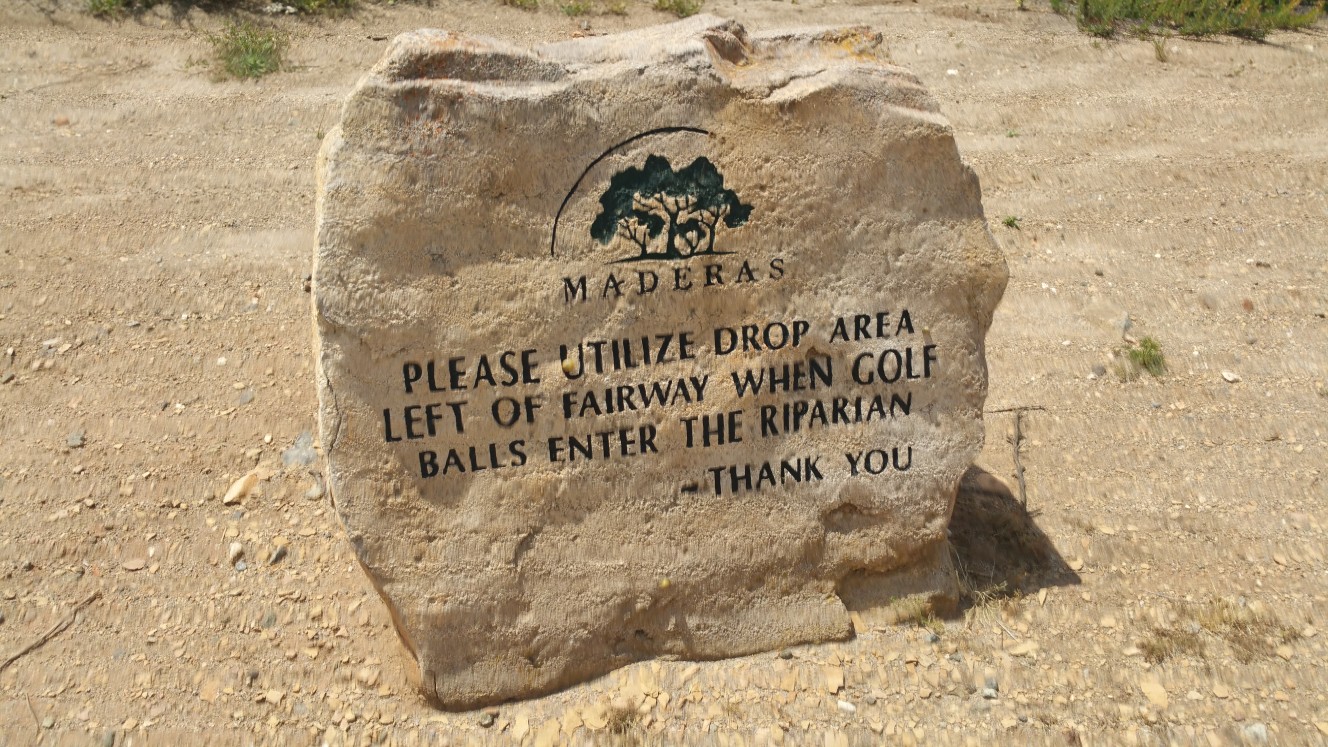 MADERAS
PLEASE UTILIZE DROP AREA
LEFT OF FAIRWAY WHEN GOLF
BALLS ENTER THE RIPARIAN
-THANK YOU